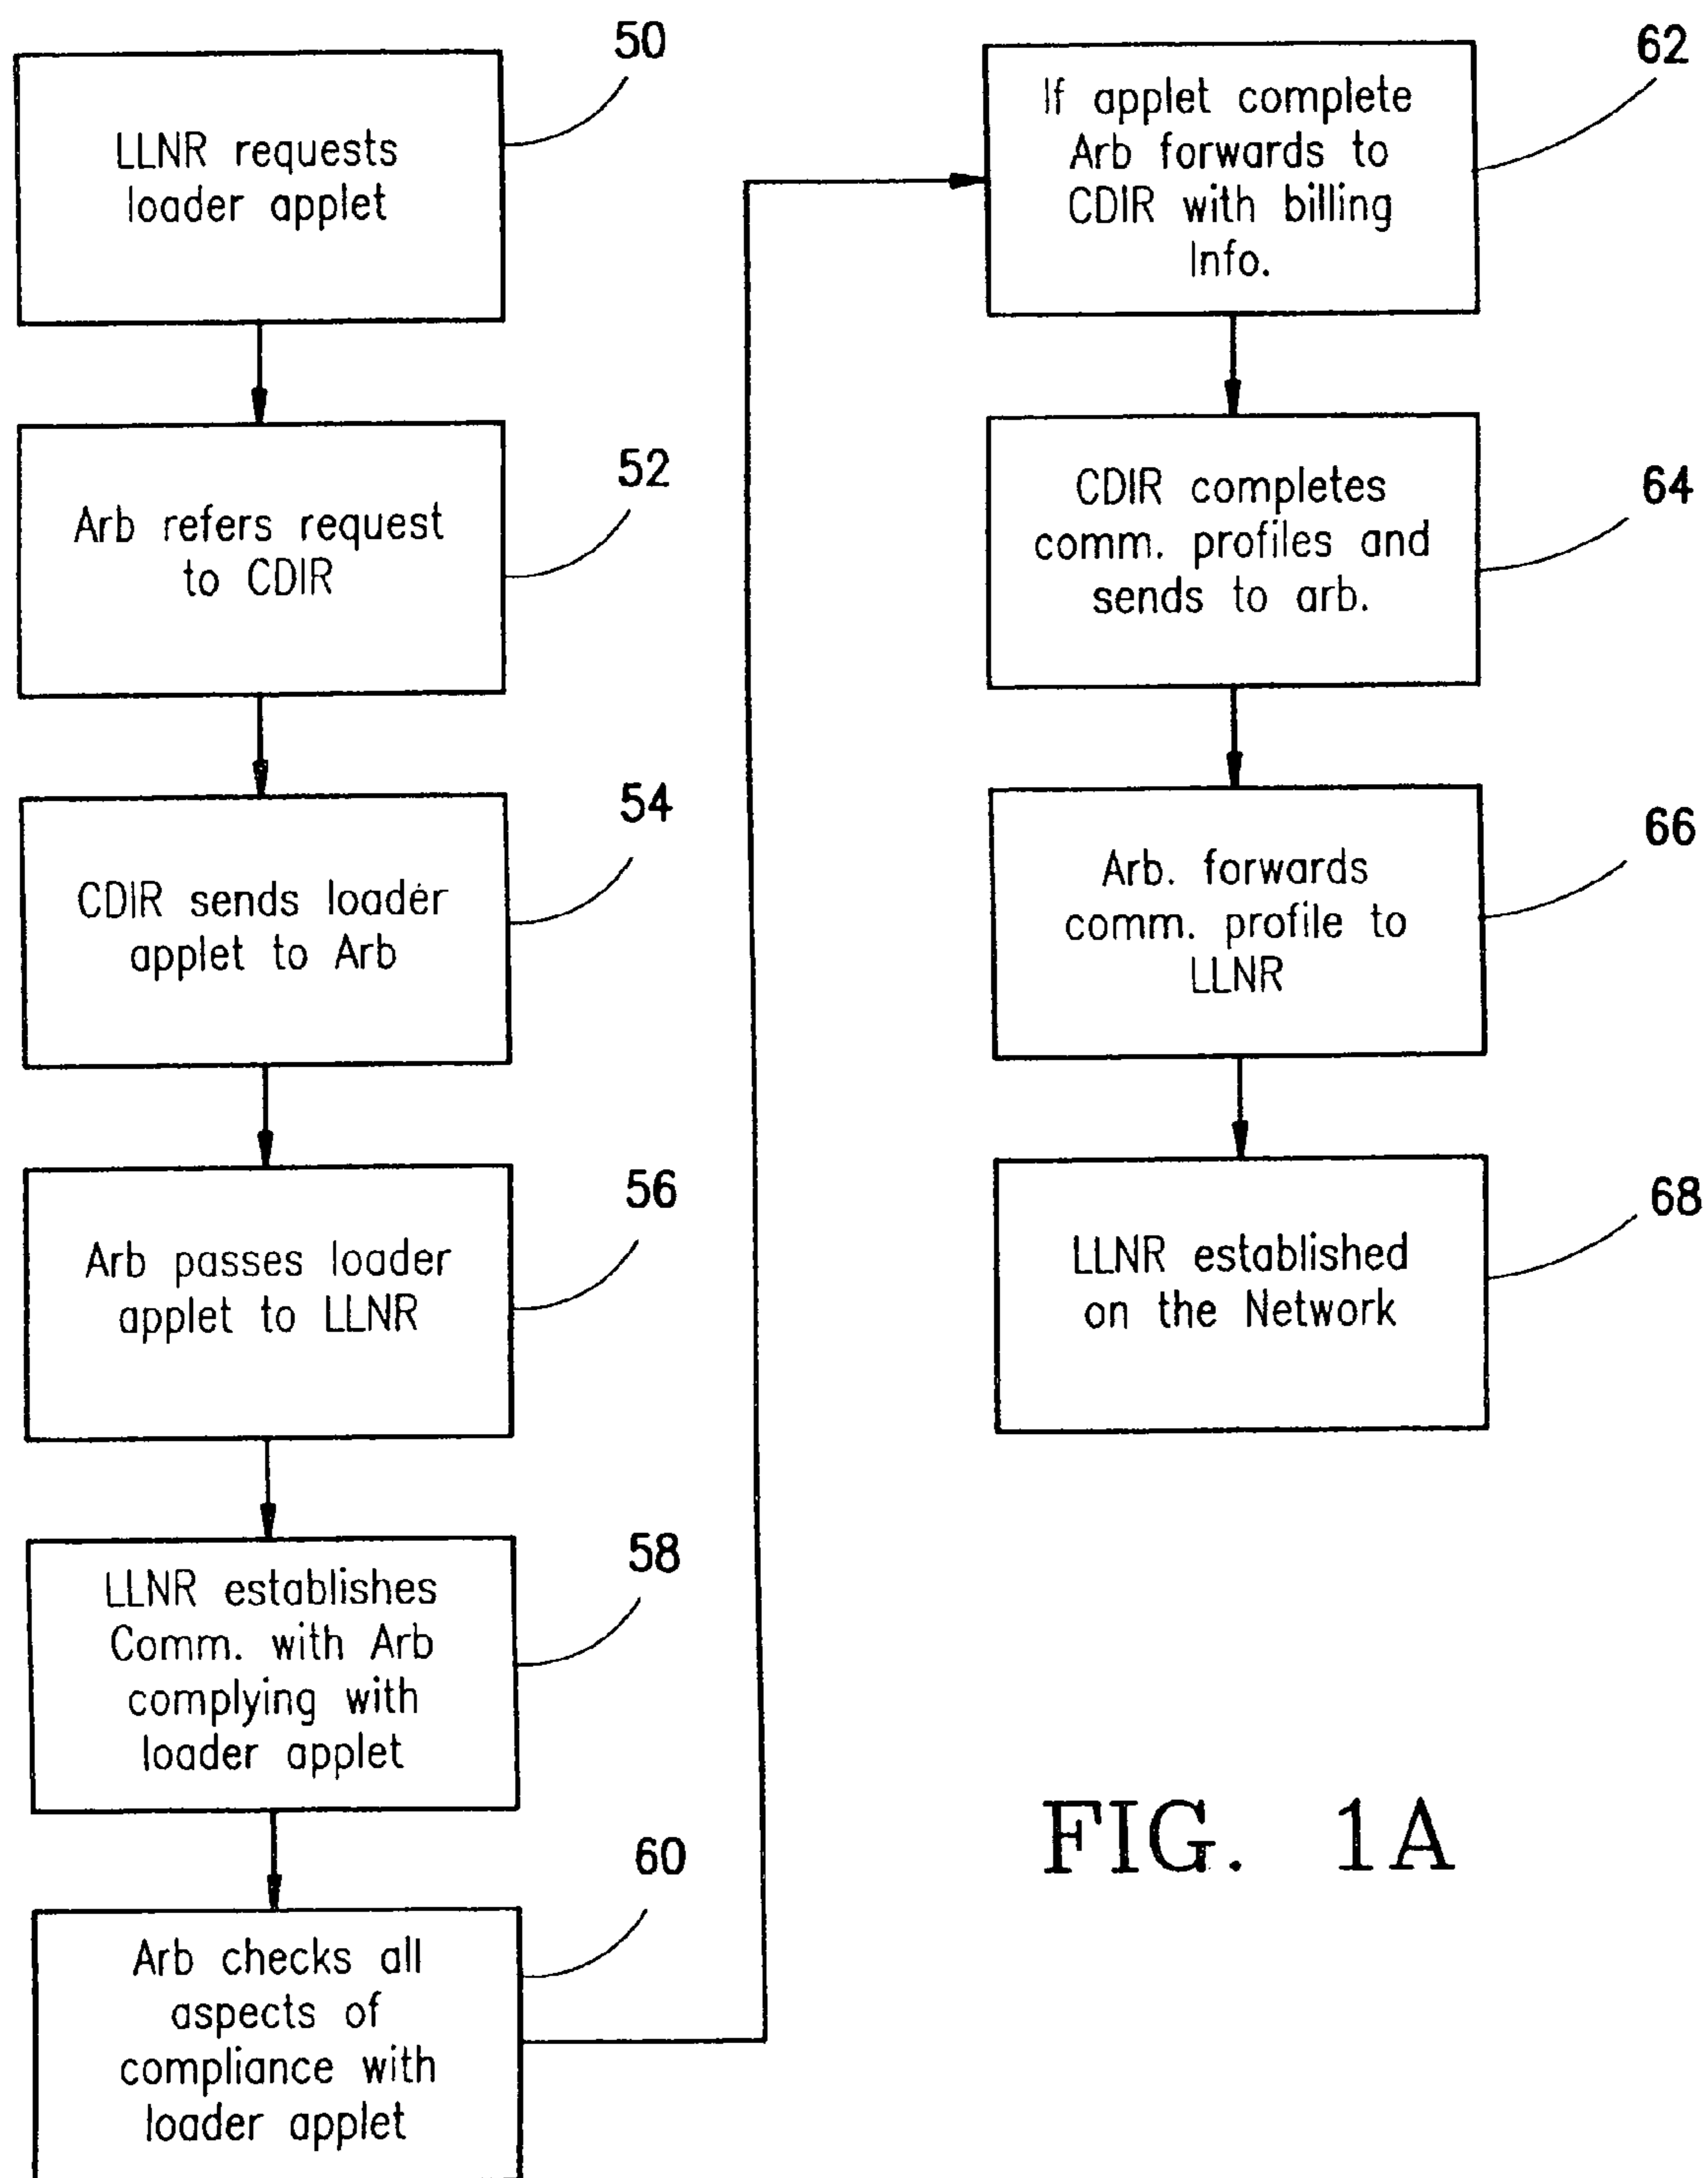 50
LLNR requests
loader applet
52
Arb refers request
to CDIR
54
CDIR sends loader
applet to Arb
56
Arb passes loader
applet to LLNR
58
LLNR establishes
Comm. with Arb
complying with
loader applet
60
Arb checks all
aspects of
compliance with
loader applet
62
If applet complete
Arb forwards to
CDIR with billing
Info.
64
CDIR completes
comm. profiles and
sends to arb.
66
Arb. forwards
comm. profile to
LLNR
68
LLNR established
on the Network
FIG. 1A